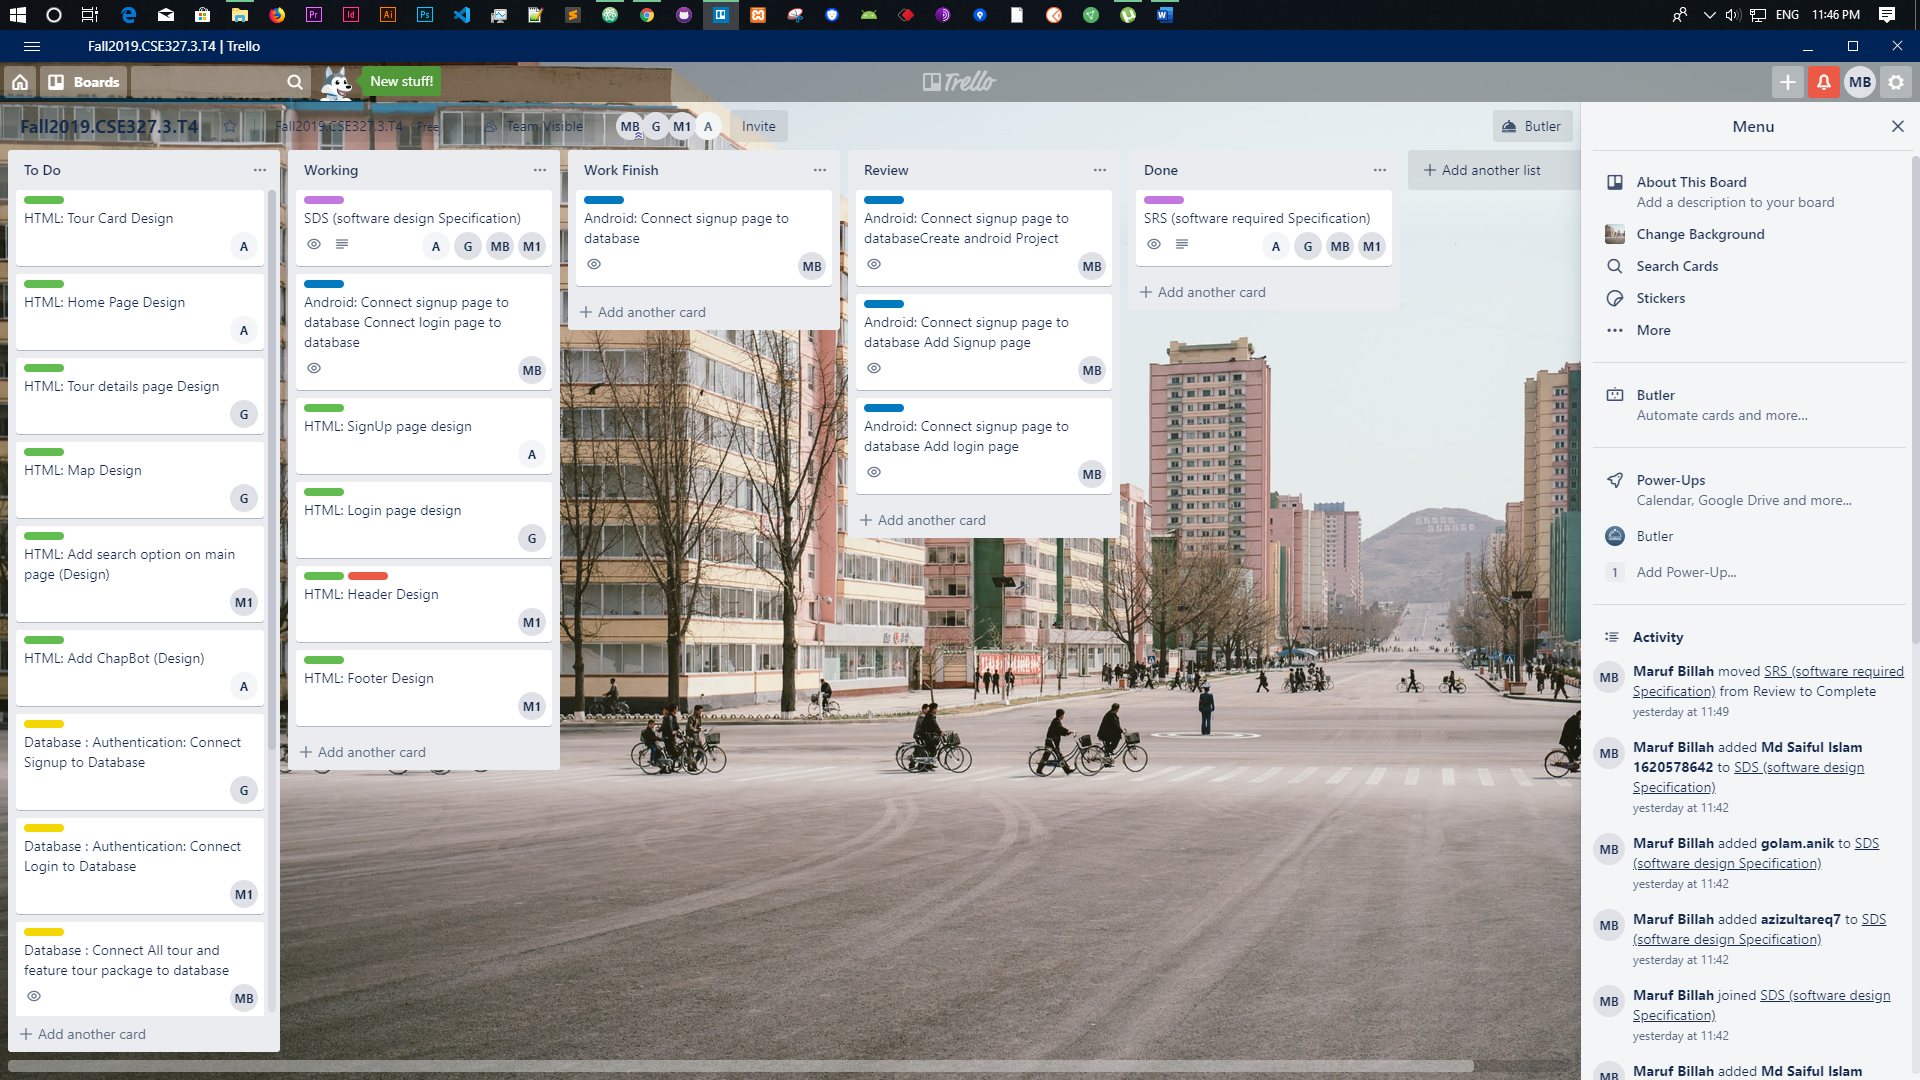 Pr
Id
Ai
Ps
ENG
11:46 PM
Fall2019.CSE327.3.T4 | Trello
Boards
New stuff!
Trello
MB
Fall2019.CSE327.3.T4
Fall2019.CSE327.3.T4
Free
Team Visible
MB
G
M1
A
Invite
Butler
To Do
HTML: Tour Card Design
A
HTML: Home Page Design
A
HTML: Tour details page Design
G
HTML: Map Design
G
HTML: Add search option on main
page (Design)
M1
HTML: Add ChapBot (Design)
A
Database : Authentication: Connect
Signup to Database
G
Database : Authentication: Connect
Login to Database
M1
Database : Connect All tour and
feature tour package to database
MB
Add another card
Working
SDS (software design Specification)
A G MB M1
Android: Connect signup page to
database Connect login page to
database
MB
HTML: SignUp page design
A
HTML: Login page design
G
HTML: Header Design
M1
HTML: Footer Design
M1
Add another card
Work Finish
Android: Connect signup page to
database
MB
Add another card
Review
Android: Connect signup page to
databaseCreate android Project
MB
Android: Connect signup page to
database Add Signup page
MB
Android: Connect signup page to
database Add login page
MB
Add another card
Done
SRS (software required Specification)
A G MB M1
Add another card
Add another list
Menu
About This Board
Add a description to your board
Change Background
Search Cards
Stickers
More
Butler
Automate cards and more...
Power-Ups
Calendar, Google Drive and more...
Butler
1 Add Power-Up...
Activity
MB
Maruf Billah moved SRS (software required
Specification) from Review to Complete
yesterday at 11:49
MB
Maruf Billah added Md Saiful Islam
1620578642 to SDS (software design
Specification)
yesterday at 11:42
MB
Maruf Billah added golam.anik to SDS
(software design Specification)
yesterday at 11:42
MB
Maruf Billah added azizultareq7 to SDS
(software design Specification)
yesterday at 11:42
MB
Maruf Billah joined SDS (software design
Specification)
yesterday at 11:42
MB
Maruf Billah added Md Saiful Islam